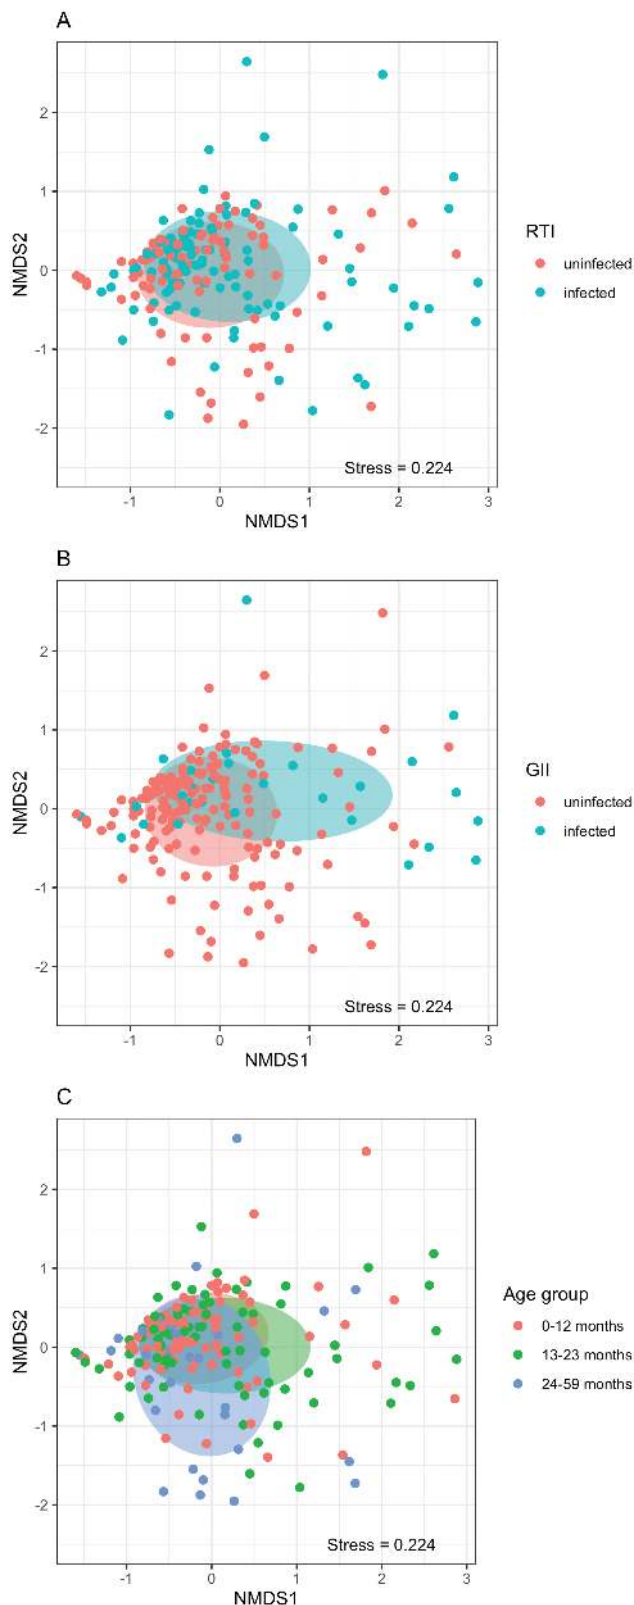 A
2
1
0
-1
-2
NMDS2
-1 0 1 2 3
NMDS1
Stress = 0.224
RTI
uninfected
infected
B
2
1
0
-1
-2
NMDS2
-1 0 1 2 3
NMDS1
Stress = 0.224
GII
uninfected
infected
C
2
1
0
-1
-2
NMDS2
-1 0 1 2 3
NMDS1
Stress = 0.224
Age group
0-12 months
13-23 months
24-59 months